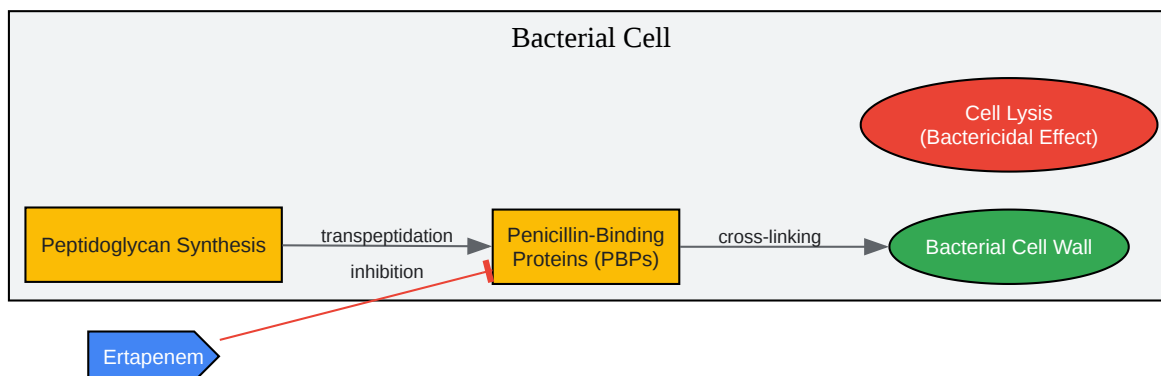 Bacterial Cell
Cell Lysis
(Bactericidal Effect)
Peptidoglycan Synthesis
transpeptidation
inhibition
Penicillin-Binding
Proteins (PBPs)
cross-linking
Bacterial Cell Wall
Ertapenem